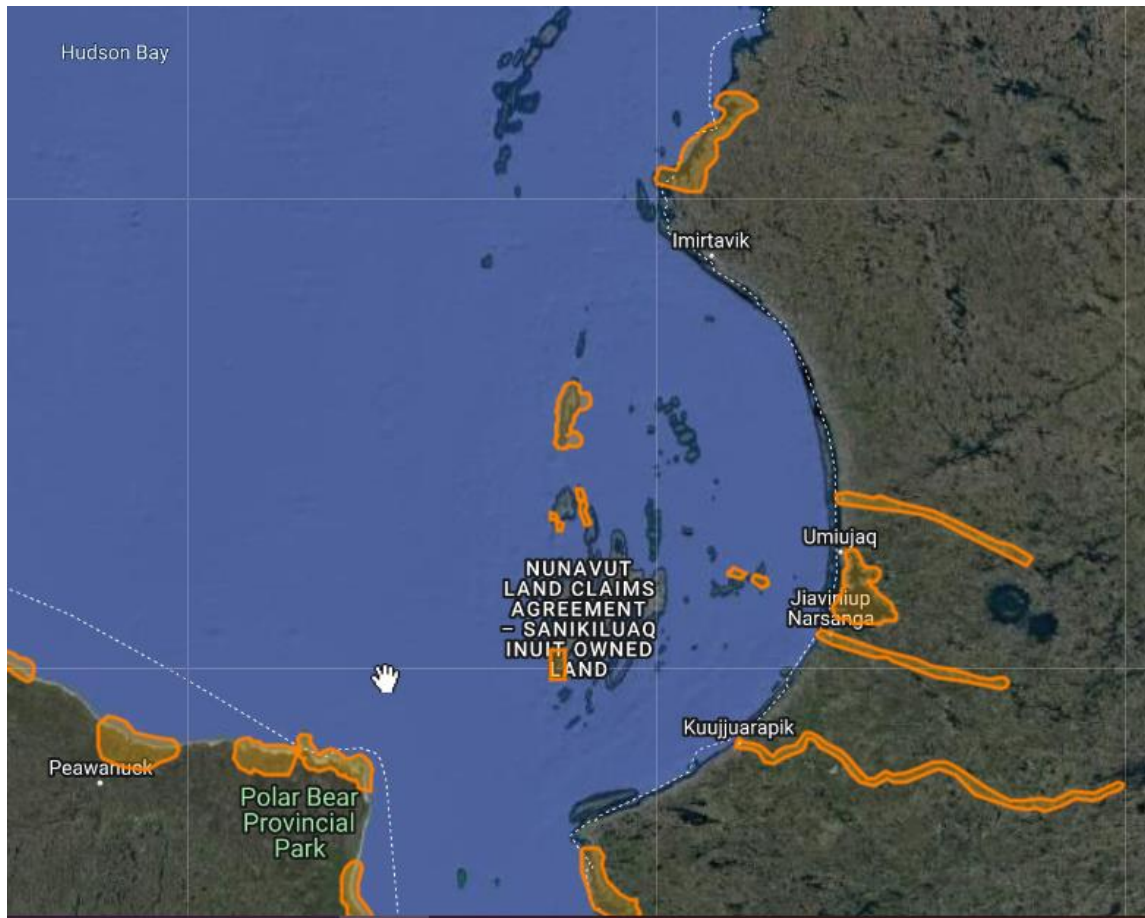 Hudson Bay
Imirtavik
Umiujaq
NUNAVUT
LAND CLAIMS
AGREEMENT
– SANIKILUAQ
INUIT OWNED
LAND
Jiaviniup
Narsanga
Kuujjuarapik
Peawanuck
Polar Bear
Provincial
Park